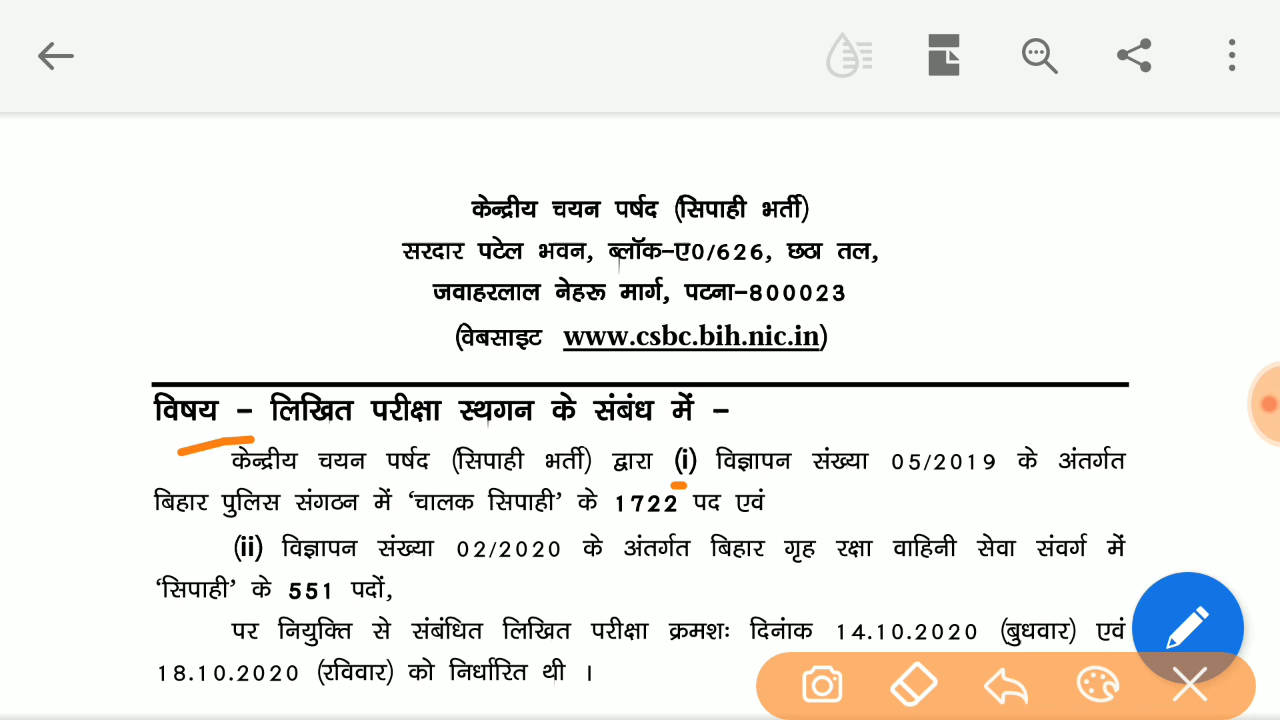 केन्द्रीय चयन पर्षद (सिपाही भर्ती)
सरदार पटेल भवन, ब्लॉक–ए0/626, छठा तल,
जवाहरलाल नेहरू मार्ग, पटना–800023
(वेबसाइट www.csbc.bih.nic.in)
विषय – लिखित परीक्षा स्थगन के संबंध में –
केन्द्रीय चयन पर्षद (सिपाही भर्ती) द्वारा (i) विज्ञापन संख्या 05/2019 के अंतर्गत
बिहार पुलिस संगठन में ‘चालक सिपाही’ के 1722 पद एवं
(ii) विज्ञापन संख्या 02/2020 के अंतर्गत बिहार गृह रक्षा वाहिनी सेवा संवर्ग में
‘सिपाही’ के 551 पदों,
पर नियुक्ति से संबंधित लिखित परीक्षा क्रमशः दिनांक 14.10.2020 (बुधवार) एवं
18.10.2020 (रविवार) को निर्धारित थी ।